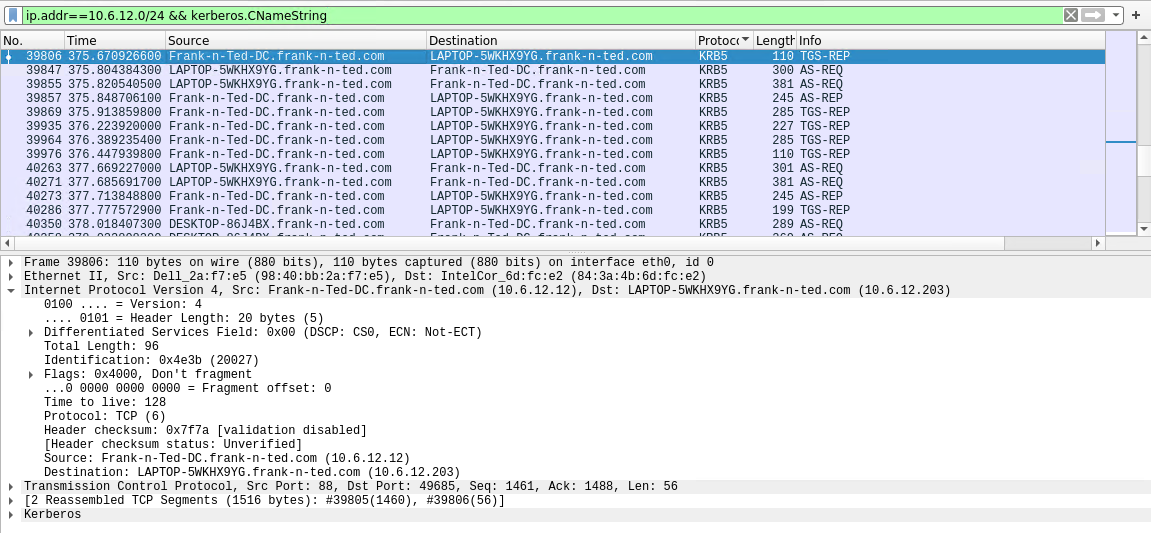 ip.addr==10.6.12.0/24 && kerberos.CNameString
No. Time Source Destination Protoc Length Info
39806 375.670926600 Frank-n-Ted-DC.frank-n-ted.com LAPTOP-5WKHX9YG.frank-n-ted.com KRB5 110 TGS-REP
39847 375.804384300 LAPTOP-5WKHX9YG.frank-n-ted.com Frank-n-Ted-DC.frank-n-ted.com KRB5 300 AS-REQ
39855 375.820540500 LAPTOP-5WKHX9YG.frank-n-ted.com Frank-n-Ted-DC.frank-n-ted.com KRB5 381 AS-REQ
39857 375.848706100 Frank-n-Ted-DC.frank-n-ted.com LAPTOP-5WKHX9YG.frank-n-ted.com KRB5 245 AS-REP
39869 375.913859800 Frank-n-Ted-DC.frank-n-ted.com LAPTOP-5WKHX9YG.frank-n-ted.com KRB5 285 TGS-REP
39935 376.223920000 Frank-n-Ted-DC.frank-n-ted.com LAPTOP-5WKHX9YG.frank-n-ted.com KRB5 227 TGS-REP
39964 376.389235400 Frank-n-Ted-DC.frank-n-ted.com LAPTOP-5WKHX9YG.frank-n-ted.com KRB5 285 TGS-REP
39976 376.447939800 Frank-n-Ted-DC.frank-n-ted.com LAPTOP-5WKHX9YG.frank-n-ted.com KRB5 110 TGS-REP
40263 377.669227000 LAPTOP-5WKHX9YG.frank-n-ted.com Frank-n-Ted-DC.frank-n-ted.com KRB5 301 AS-REQ
40271 377.685691700 LAPTOP-5WKHX9YG.frank-n-ted.com Frank-n-Ted-DC.frank-n-ted.com KRB5 381 AS-REQ
40273 377.713848800 Frank-n-Ted-DC.frank-n-ted.com LAPTOP-5WKHX9YG.frank-n-ted.com KRB5 245 AS-REP
40286 377.777572900 Frank-n-Ted-DC.frank-n-ted.com LAPTOP-5WKHX9YG.frank-n-ted.com KRB5 199 TGS-REP
40350 378.018407300 DESKTOP-86J4BX.frank-n-ted.com Frank-n-Ted-DC.frank-n-ted.com KRB5 289 AS-REQ
Frame 39806: 110 bytes on wire (880 bits), 110 bytes captured (880 bits) on interface eth0, id 0
Ethernet II, Src: Dell_2a:f7:e5 (98:40:bb:2a:f7:e5), Dst: IntelCor_6d:fc:e2 (84:3a:4b:6d:fc:e2)
Internet Protocol Version 4, Src: Frank-n-Ted-DC.frank-n-ted.com (10.6.12.12), Dst: LAPTOP-5WKHX9YG.frank-n-ted.com (10.6.12.203)
0100 .... = Version: 4
.... 0101 = Header Length: 20 bytes (5)
Differentiated Services Field: 0x00 (DSCP: CS0, ECN: Not-ECT)
Total Length: 96
Identification: 0x4e3b (20027)
Flags: 0x4000, Don't fragment
...0 0000 0000 0000 = Fragment offset: 0
Time to live: 128
Protocol: TCP (6)
Header checksum: 0x7f7a [validation disabled]
[Header checksum status: Unverified]
Source: Frank-n-Ted-DC.frank-n-ted.com (10.6.12.12)
Destination: LAPTOP-5WKHX9YG.frank-n-ted.com (10.6.12.203)
Transmission Control Protocol, Src Port: 88, Dst Port: 49685, Seq: 1461, Ack: 1488, Len: 56
[2 Reassembled TCP Segments (1516 bytes): #39805(1460), #39806(56)]
Kerberos